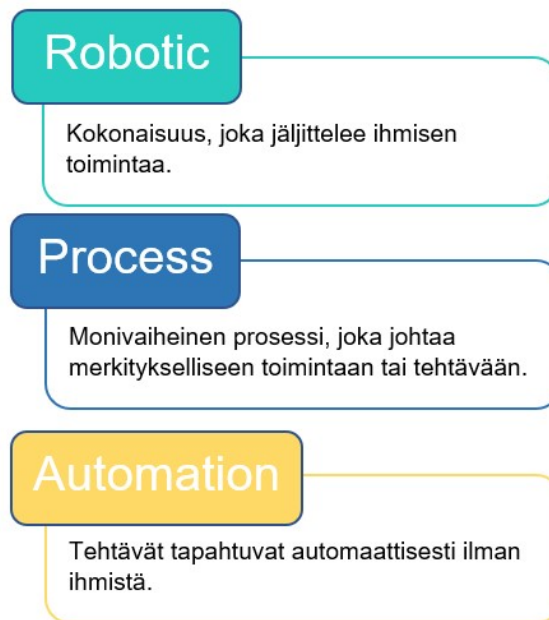 Robotic
Kokonaisuus, joka jäljittelee ihmisen
toimintaa.
Process
Monivaiheinen prosessi, joka johtaa
merkitykselliseen toimintaan tai tehtävään.
Automation
Tehtävät tapahtuvat automaattisesti ilman
ihmistä.